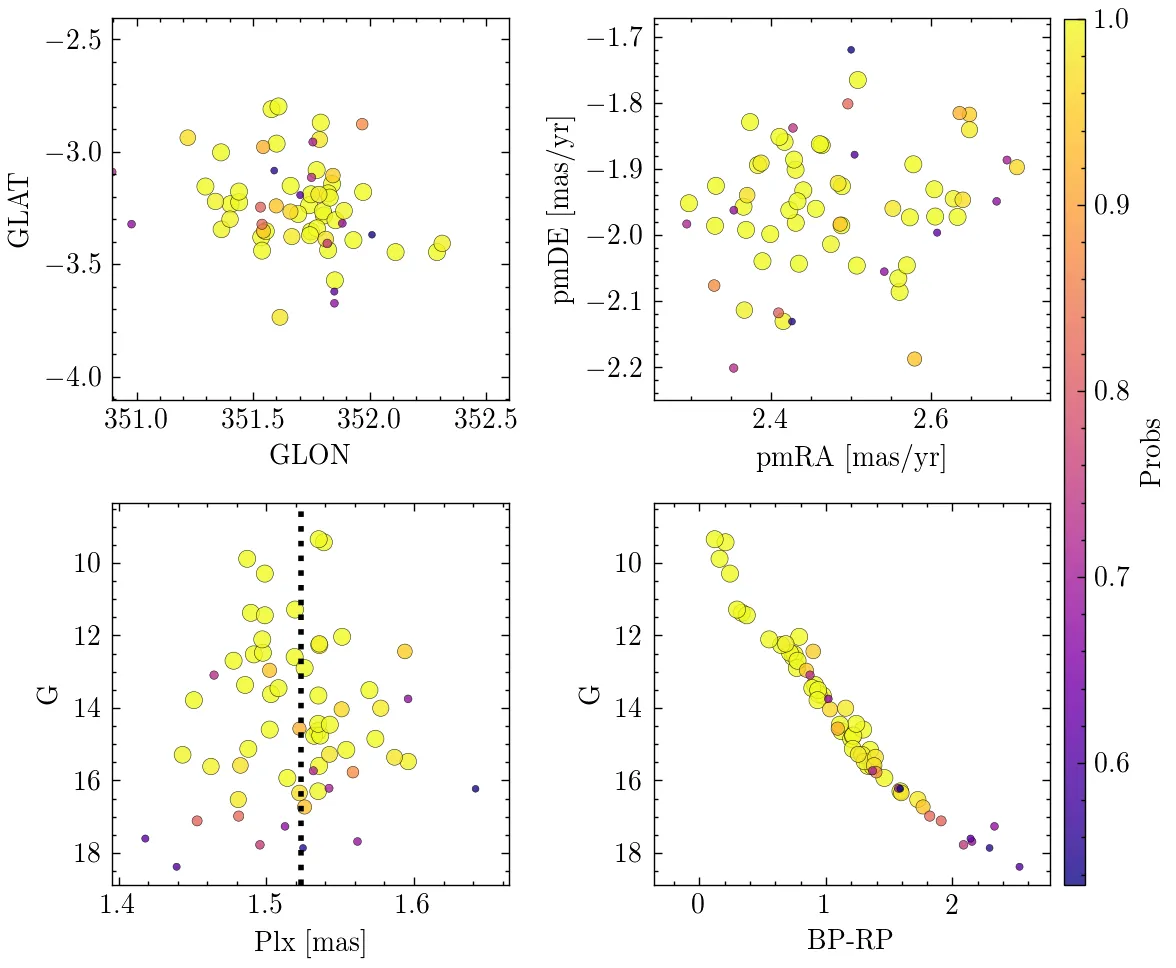 −2.5
−3.0
−3.5
−4.0
GLAT
351.0 351.5 352.0 352.5
GLON
−1.7
−1.8
−1.9
−2.0
−2.1
−2.2
pmDE [mas/yr]
2.4 2.6
pmRA [mas/yr]
10
12
14
16
18
G
1.4 1.5 1.6
Plx [mas]
10
12
14
16
18
G
0 1 2
BP-RP
1.0
0.9
0.8
0.7
0.6
Probs